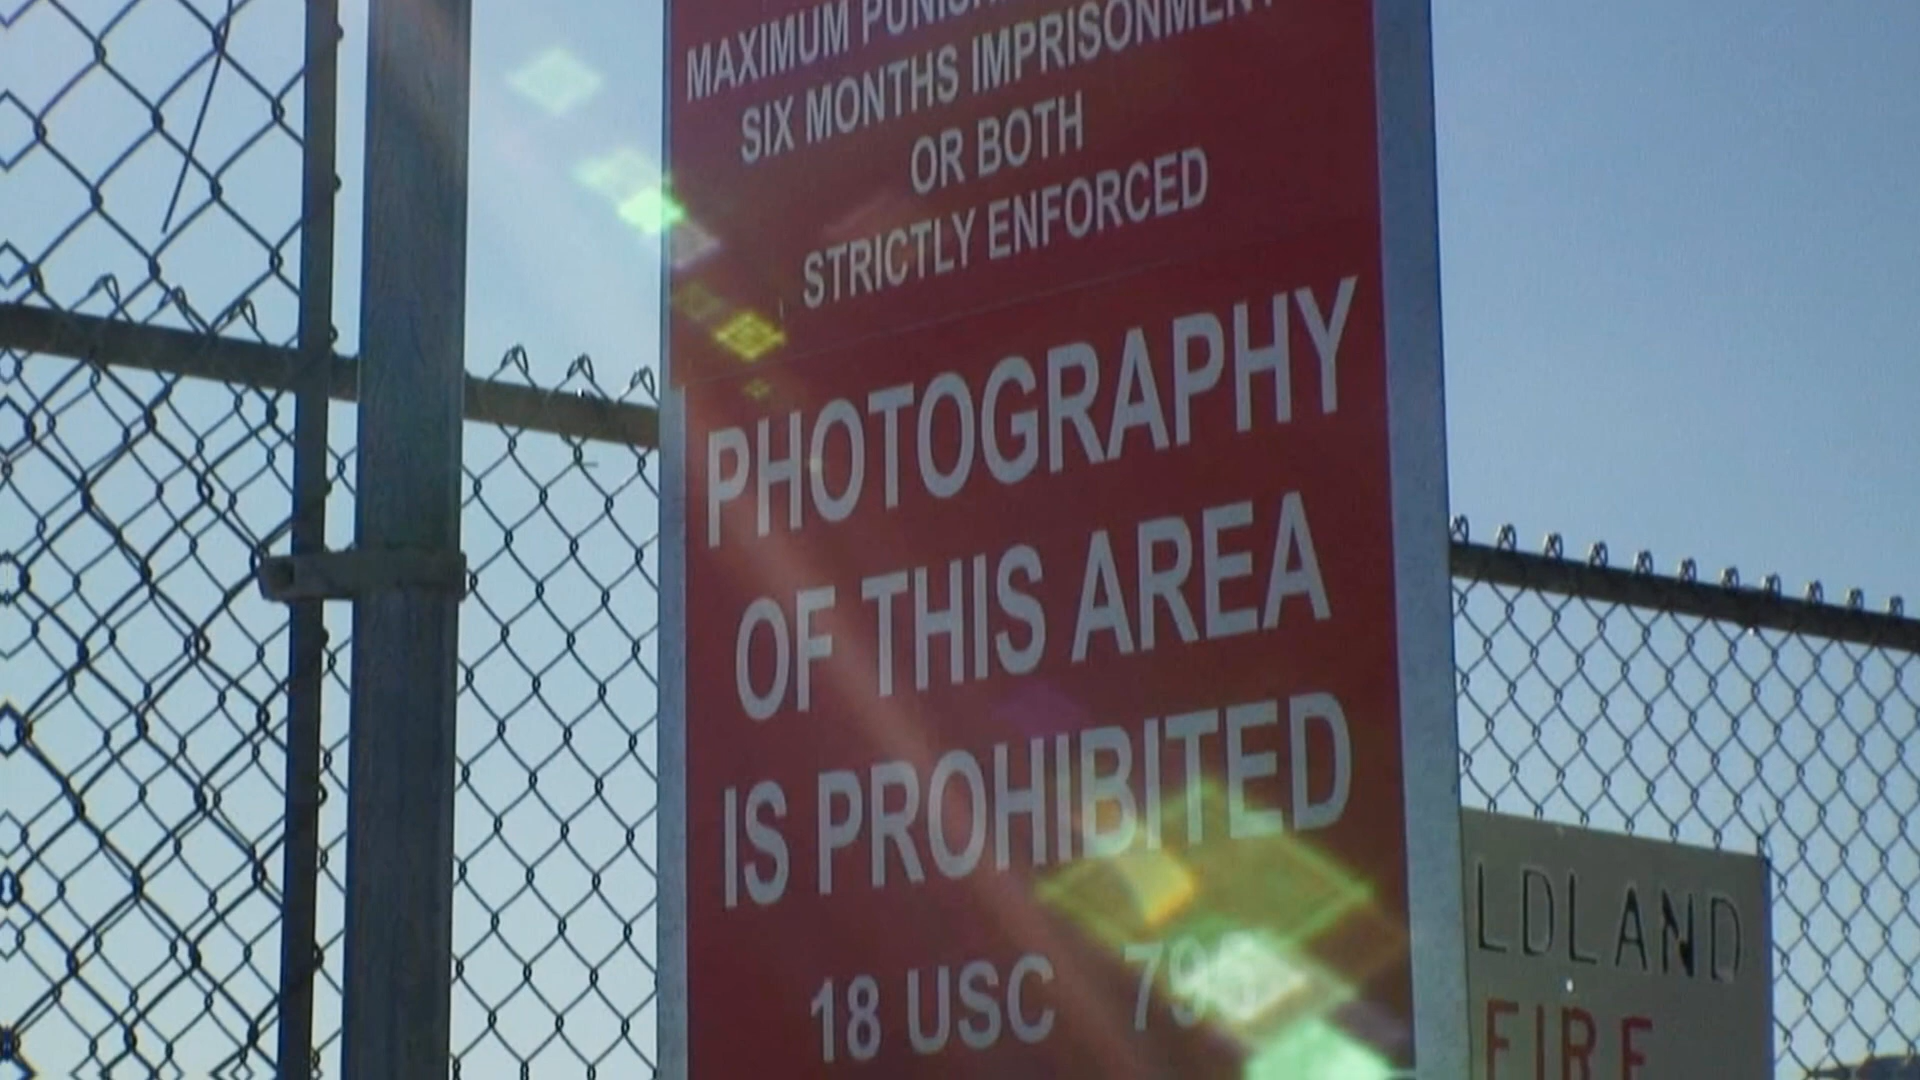 MAXIMUM
SIX MONTHS IMPRISONMENT
OR BOTH
STRICTLY ENFORCED
PHOTOGRAPHY
OF THIS AREA
IS PROHIBITED
18 USC 795
LDLAND
FIRE